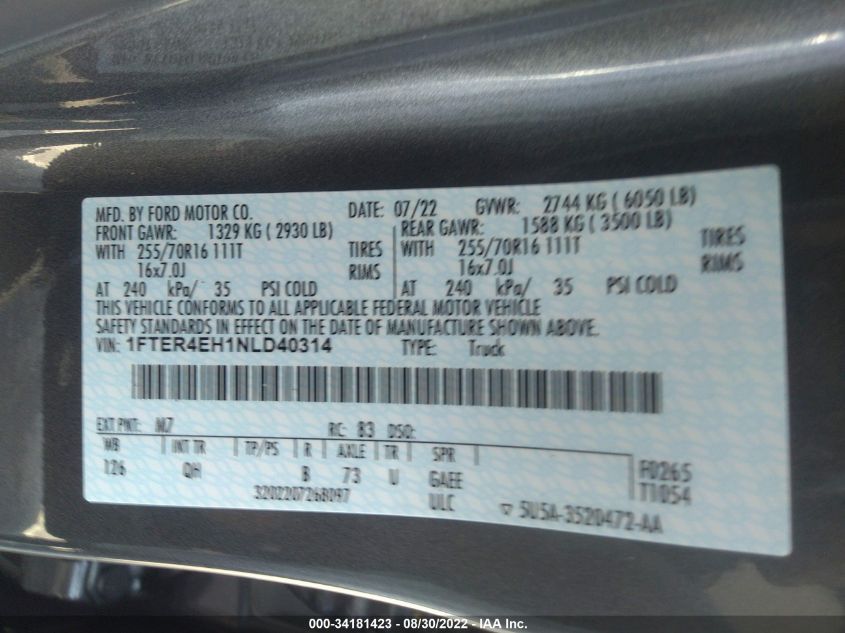 MFD. BY FORD MOTOR CO. DATE: 07/22 GVWR: 2744 KG ( 6050 LB)
FRONT GAWR: 1329 KG ( 2930 LB) REAR GAWR: 1588 KG ( 3500 LB)
WITH 255/70R16 111T TIRES WITH 255/70R16 111T TIRES
16x7.0J RIMS 16x7.0J RIMS
AT 240 kPa/ 35 PSI COLD AT 240 kPa/ 35 PSI COLD
THIS VEHICLE CONFORMS TO ALL APPLICABLE FEDERAL MOTOR VEHICLE
SAFETY STANDARDS IN EFFECT ON THE DATE OF MANUFACTURE SHOWN ABOVE.
VIN: 1FTER4EH1NLD40314 TYPE: Truck
EXT PNT: M7 RC: 83 DSO:
WB INT TR TP/PS R AXLE TR SPR
126 QH B 73 U GAEE F0265
3202207268097 ULC T1054
5U5A-3520472-AA
000-34181423 - 08/30/2022 - IAA Inc.